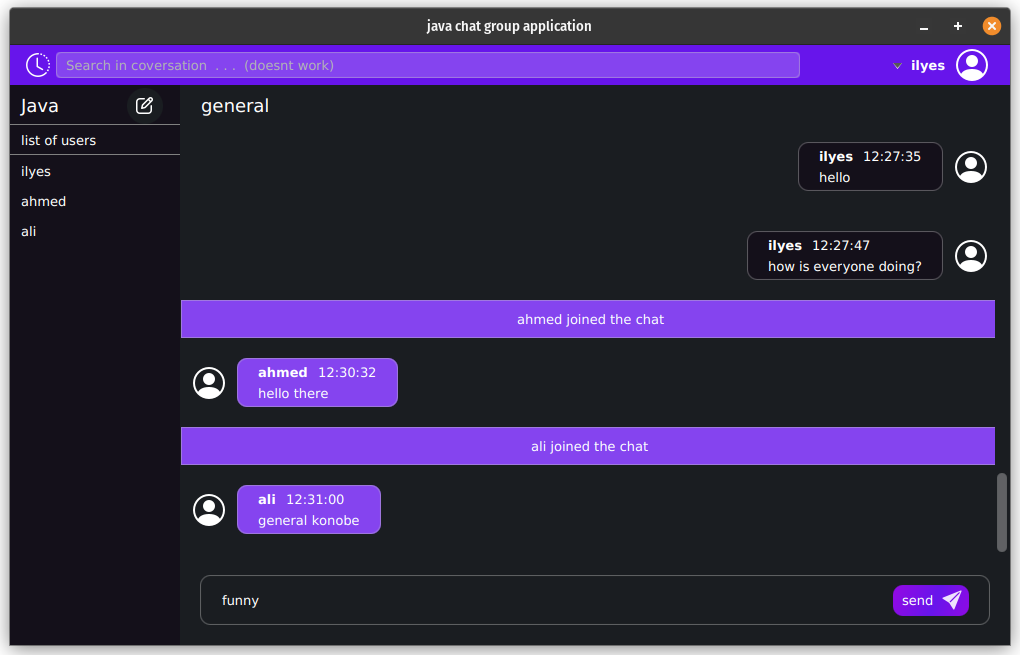 java chat group application
Search in coversation . . . (doesnt work)
ilyes
Java
list of users
ilyes
ahmed
ali
general
ilyes 12:27:35
hello
ilyes 12:27:47
how is everyone doing?
ahmed joined the chat
ahmed 12:30:32
hello there
ali joined the chat
ali 12:31:00
general konobe
funny
send